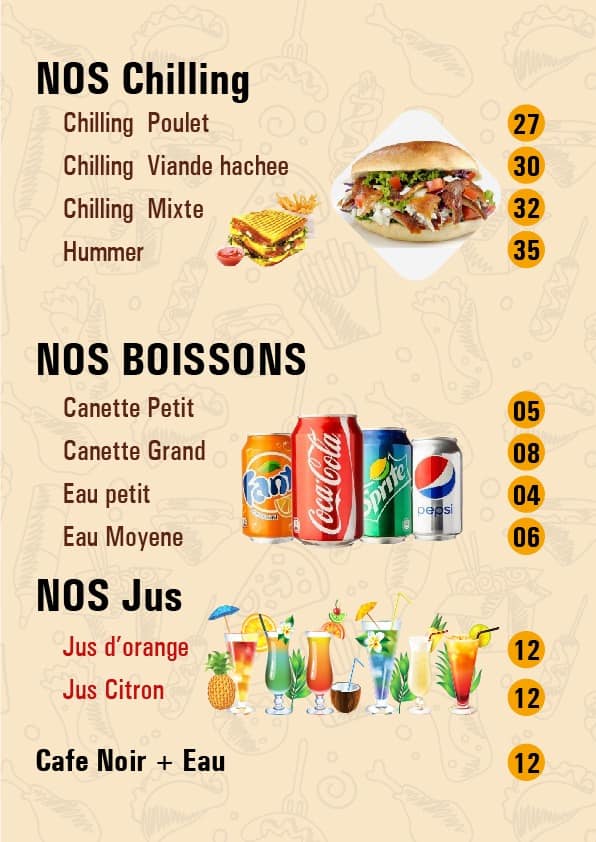 NOS Chilling
Chilling Poulet 27
Chilling Viande hachee 30
Chilling Mixte 32
Hummer 35
NOS BOISSONS
Canette Petit 05
Canette Grand 08
Eau petit 04
Eau Moyene 06
Fanta
Coca-Cola
Sprite
pepsi
NOS Jus
Jus d’orange 12
Jus Citron 12
Cafe Noir + Eau 12